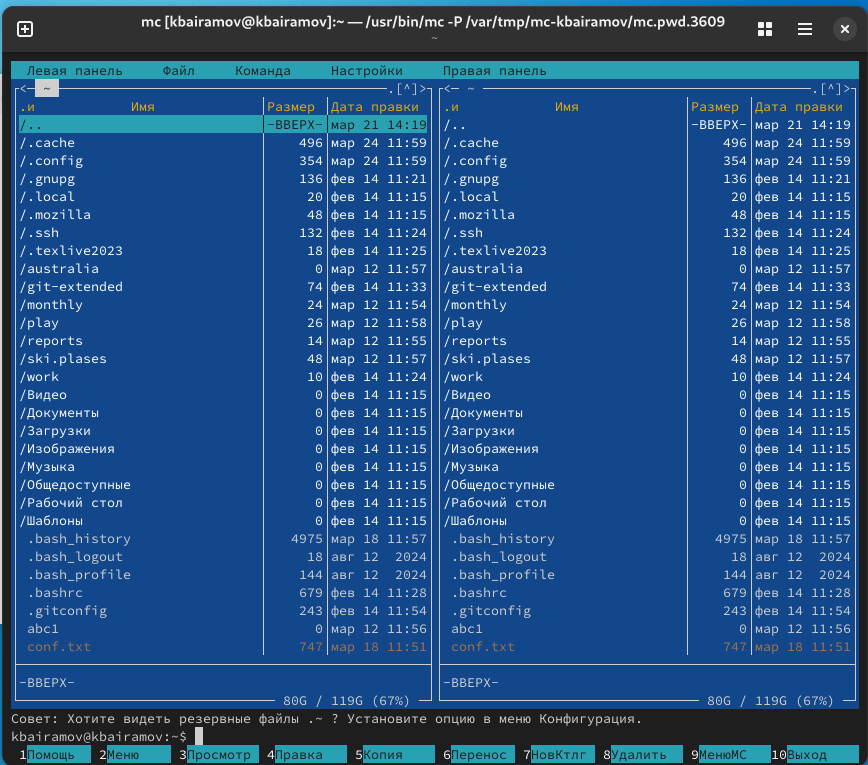 mc [kbairamov@kbairamov]:~ — /usr/bin/mc -P /var/tmp/mc-kbairamov/mc.pwd.3609
~
Левая панель Файл Команда Настройки Правая панель
<─ ~ ─.[^]>┐ ┌<─ ~ ─.[^]>
.и Имя │Размер │Дата правки .и Имя │Размер │Дата правки
/.. │-ВВЕРХ-│мар 21 14:19 /.. │-ВВЕРХ-│мар 21 14:19
/.cache │ 496│мар 24 11:59 /.cache │ 496│мар 24 11:59
/.config │ 354│мар 24 11:59 /.config │ 354│мар 24 11:59
/.gnupg │ 136│фев 14 11:21 /.gnupg │ 136│фев 14 11:21
/.local │ 20│фев 14 11:15 /.local │ 20│фев 14 11:15
/.mozilla │ 48│фев 14 11:15 /.mozilla │ 48│фев 14 11:15
/.ssh │ 132│фев 14 11:24 /.ssh │ 132│фев 14 11:24
/.texlive2023 │ 18│фев 14 11:25 /.texlive2023 │ 18│фев 14 11:25
/australia │ 0│мар 12 11:57 /australia │ 0│мар 12 11:57
/git-extended │ 74│фев 14 11:33 /git-extended │ 74│фев 14 11:33
/monthly │ 24│мар 12 11:54 /monthly │ 24│мар 12 11:54
/play │ 26│мар 12 11:58 /play │ 26│мар 12 11:58
/reports │ 14│мар 12 11:55 /reports │ 14│мар 12 11:55
/ski.plases │ 48│мар 12 11:57 /ski.plases │ 48│мар 12 11:57
/work │ 10│фев 14 11:24 /work │ 10│фев 14 11:24
/Видео │ 0│фев 14 11:15 /Видео │ 0│фев 14 11:15
/Документы │ 0│фев 14 11:15 /Документы │ 0│фев 14 11:15
/Загрузки │ 0│фев 14 11:15 /Загрузки │ 0│фев 14 11:15
/Изображения │ 0│фев 14 11:15 /Изображения │ 0│фев 14 11:15
/Музыка │ 0│фев 14 11:15 /Музыка │ 0│фев 14 11:15
/Общедоступные │ 0│фев 14 11:15 /Общедоступные │ 0│фев 14 11:15
/Рабочий стол │ 0│фев 14 11:15 /Рабочий стол │ 0│фев 14 11:15
/Шаблоны │ 0│фев 14 11:15 /Шаблоны │ 0│фев 14 11:15
.bash_history │ 4975│мар 18 11:57 .bash_history │ 4975│мар 18 11:57
.bash_logout │ 18│авг 12 2024 .bash_logout │ 18│авг 12 2024
.bash_profile │ 144│авг 12 2024 .bash_profile │ 144│авг 12 2024
.bashrc │ 679│фев 14 11:28 .bashrc │ 679│фев 14 11:28
.gitconfig │ 243│фев 14 11:54 .gitconfig │ 243│фев 14 11:54
abc1 │ 0│мар 12 11:56 abc1 │ 0│мар 12 11:56
conf.txt │ 747│мар 18 11:51 conf.txt │ 747│мар 18 11:51
-ВВЕРХ- -ВВЕРХ-
80G / 119G (67%) 80G / 119G (67%)
Совет: Хотите видеть резервные файлы .~ ? Установите опцию в меню Конфигурация.
kbairamov@kbairamov:~$
1Помощь 2Меню 3Просмотр 4Правка 5Копия 6Перенос 7НовКтлг 8Удалить 9МенюМС 10Выход